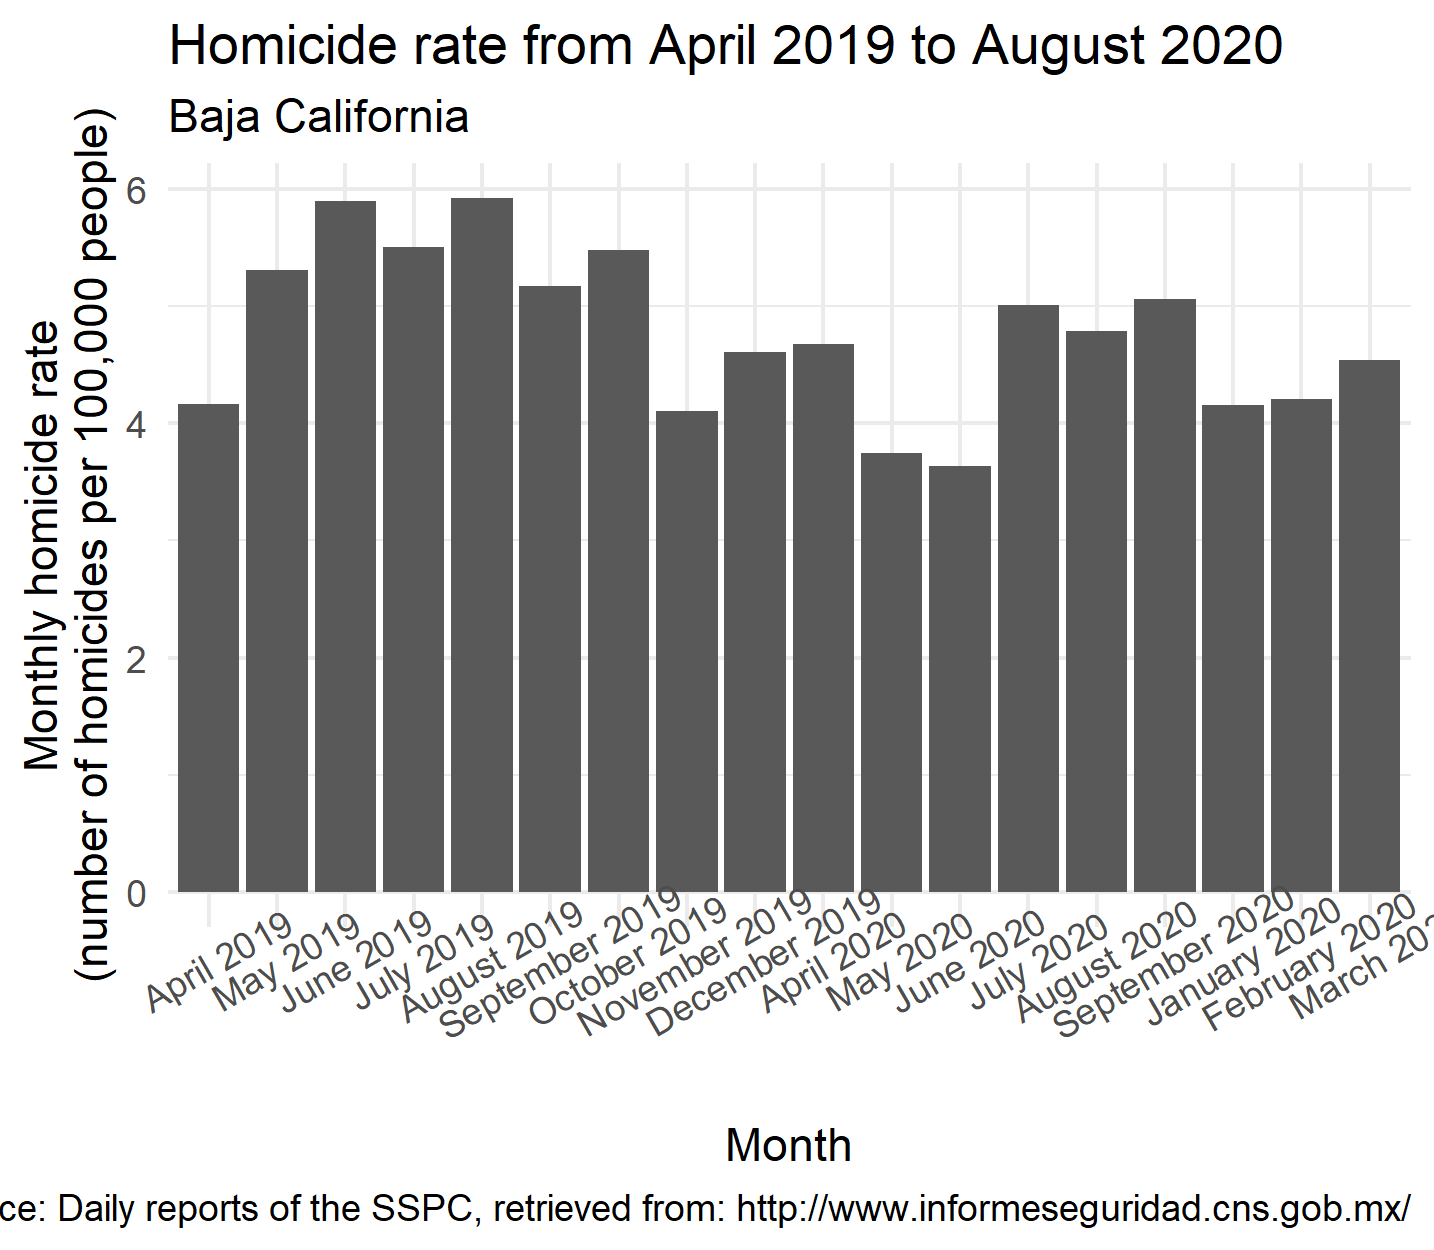 Homicide rate from April 2019 to August 2020
Baja California
Monthly homicide rate
(number of homicides per 100,000 people)
6
4
2
0
April 2019
May 2019
June 2019
July 2019
August 2019
September 2019
October 2019
November 2019
December 2019
April 2020
May 2020
June 2020
July 2020
August 2020
September 2020
January 2020
February 2020
March 202
Month
ce: Daily reports of the SSPC, retrieved from: http://www.informeseguridad.cns.gob.mx/